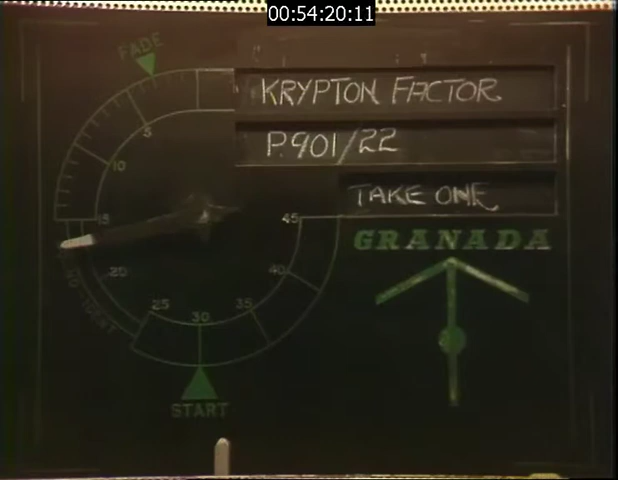 00:54:20:11
FADE
KRYPTON FACTOR
P.901/22
TAKE ONE
GRANADA
5
10
15
20
25
30
35
40
45
IDENT
START